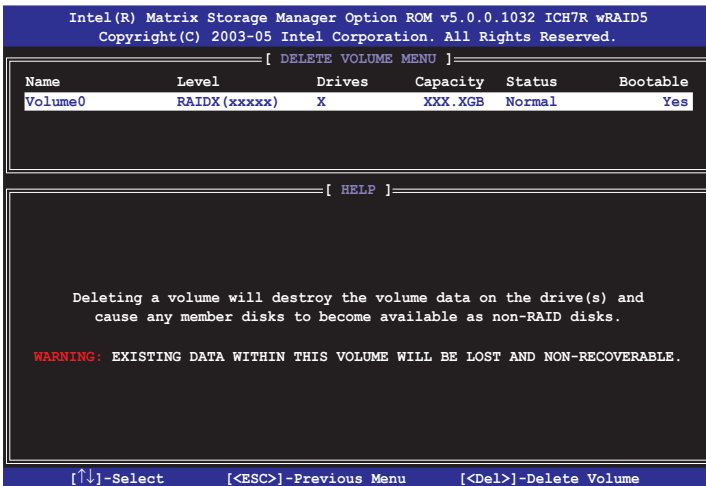 Intel(R) Matrix Storage Manager Option ROM v5.0.0.1032 ICH7R wRAID5
Copyright(C) 2003-05 Intel Corporation. All Rights Reserved.
[ DELETE VOLUME MENU ]
Name Level Drives Capacity Status Bootable
Volume0 RAIDX(xxxxx) X XXX.XGB Normal Yes
[ HELP ]
Deleting a volume will destroy the volume data on the drive(s) and
cause any member disks to become available as non-RAID disks.
WARNING: EXISTING DATA WITHIN THIS VOLUME WILL BE LOST AND NON-RECOVERABLE.
[↑↓]-Select [<ESC>]-Previous Menu [<Del>]-Delete Volume